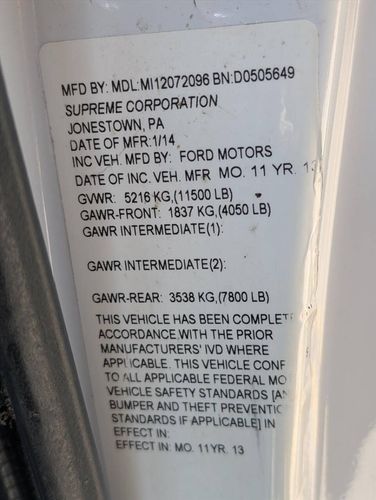 MFD BY: MDL:MI12072096 BN:D0505649
SUPREME CORPORATION
JONESTOWN, PA
DATE OF MFR:1/14
INC VEH. MFD BY: FORD MOTORS
DATE OF INC. VEH. MFR MO. 11 YR. 13
GVWR: 5216 KG,(11500 LB)
GAWR-FRONT: 1837 KG,(4050 LB)
GAWR INTERMEDIATE(1):
GAWR INTERMEDIATE(2):
GAWR-REAR: 3538 KG,(7800 LB)
THIS VEHICLE HAS BEEN COMPLET
ACCORDANCE.WITH THE PRIOR
MANUFACTURERS' IVD WHERE
APPLICABLE. THIS VEHICLE CONF
TO ALL APPLICABLE FEDERAL MO
VEHICLE SAFETY STANDARDS [AN
BUMPER AND THEFT PREVENTIO
STANDARDS IF APPLICABLE] IN
EFFECT IN:
EFFECT IN: MO. 11YR. 13